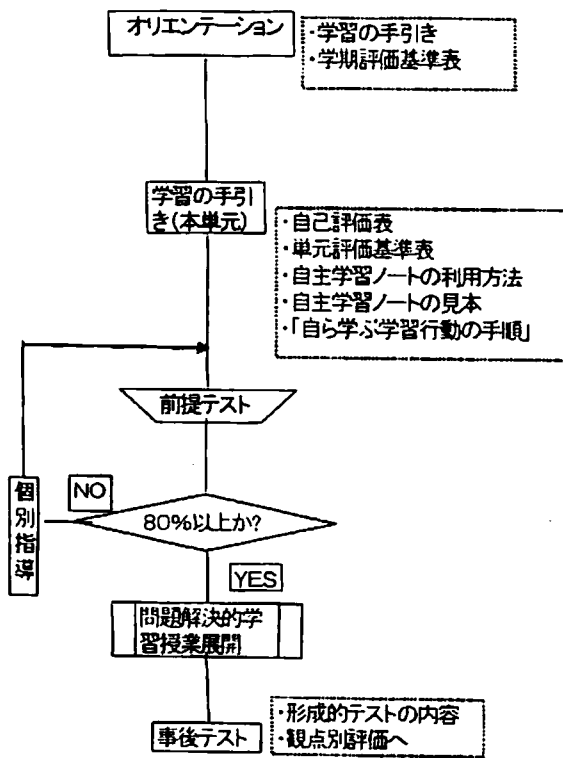 オリエンテーション
・学習の手引き
・学期評価基準表
学習の手引
き(本単元)
・自己評価表
・単元評価基準表
・自主学習ノートの利用方法
・自主学習ノートの見本
・「自ら学ぶ学習行動の手順」
前提テスト
個別指導
NO
80%以上か?
YES
問題解決的学
習授業展開
事後テスト
・形成的テストの内容
・観点別評価へ